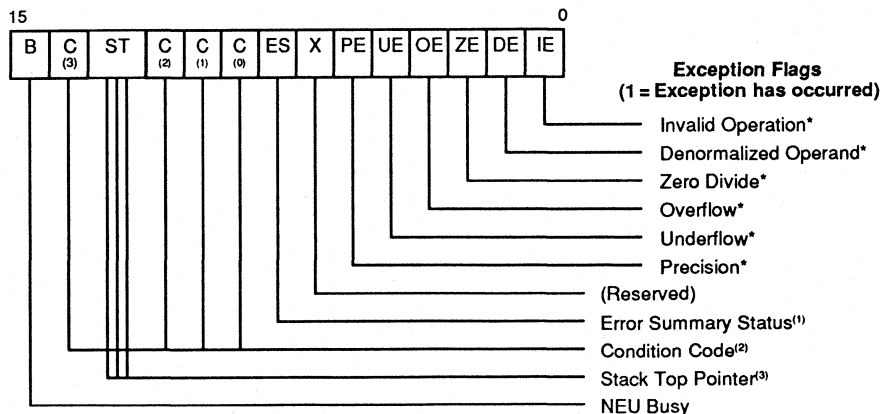 15 0
B C ST C C C ES X PE UE OE ZE DE IE
(3) (2) (1) (0)
Exception Flags
(1 = Exception has occurred)
Invalid Operation*
Denormalized Operand*
Zero Divide*
Overflow*
Underflow*
Precision*
(Reserved)
Error Summary Status(1)
Condition Code(2)
Stack Top Pointer(3)
NEU Busy